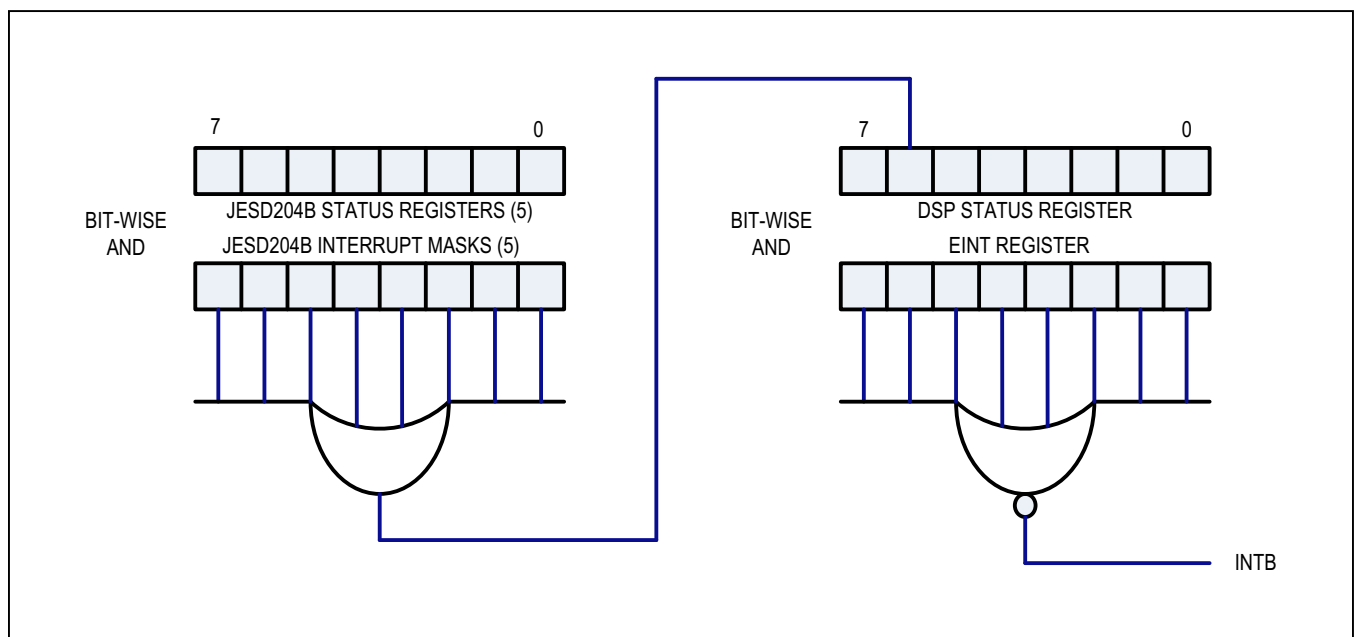 7 0
JESD204B STATUS REGISTERS (5)
BIT-WISE
AND
JESD204B INTERRUPT MASKS (5)
7 0
DSP STATUS REGISTER
BIT-WISE
AND
EINT REGISTER
INTB